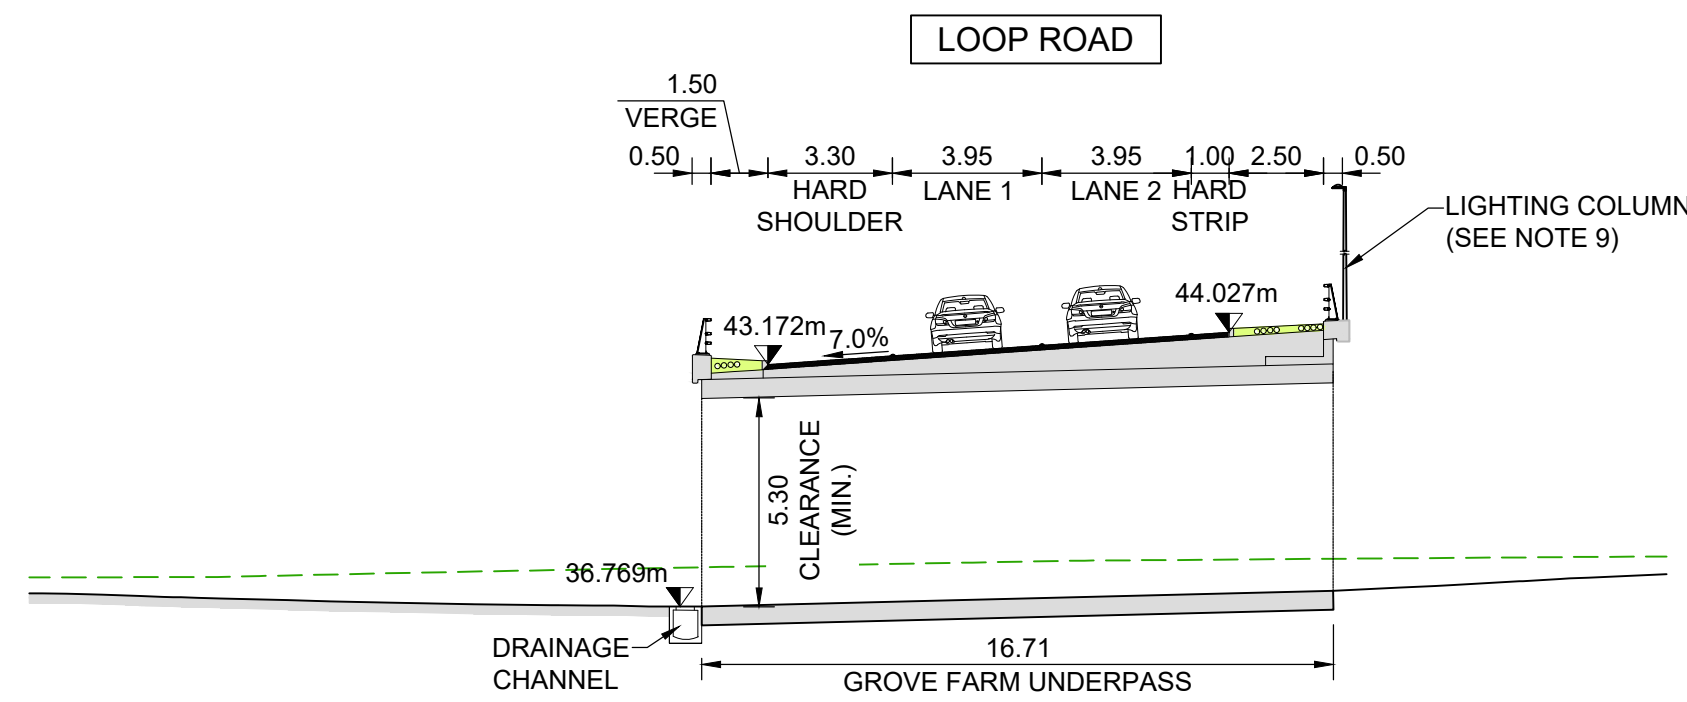 LOOP ROAD
1.50
VERGE
0.50 3.30 3.95 3.95 1.00 2.50 0.50
HARD
SHOULDER
LANE 1
LANE 2
HARD
STRIP
LIGHTING COLUMN
(SEE NOTE 9)
44.027m
43.172m
7.0%
5.30
CLEARANCE
(MIN.)
36.769m
DRAINAGE
CHANNEL
16.71
GROVE FARM UNDERPASS